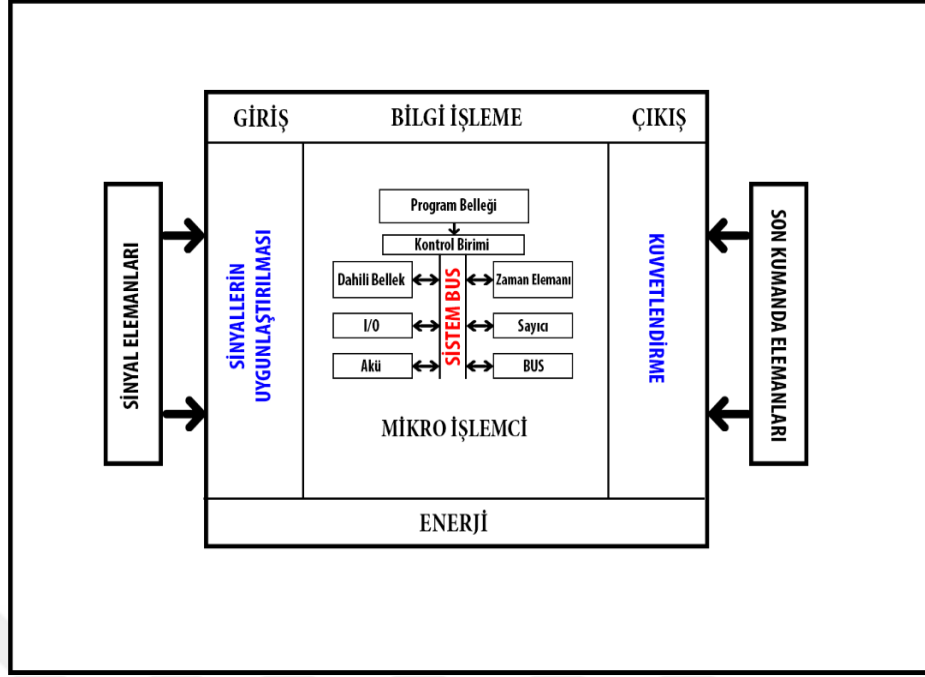 GİRİŞ
BİLGİ İŞLEME
ÇIKIŞ
SİNYAL ELEMANLARI
SİNYALLERİN
UYGUNLAŞTIRILMASI
Program Belleği
Kontrol Birimi
Dahili Bellek
I/O
Akü
SİSTEM BUS
Zaman Elemanı
Sayıcı
BUS
MİKRO İŞLEMCİ
KUVVETLENDİRME
SON KUMANDA ELEMANLARI
ENERJİ